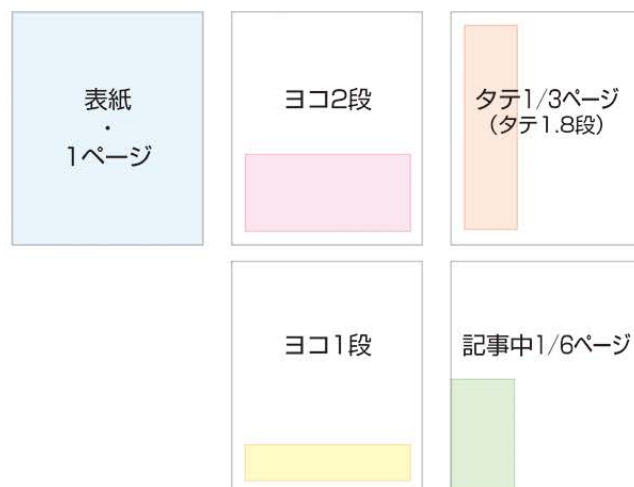 表紙
・
1ページ
ヨコ2段
タテ1/3ページ
(タテ1.8段)
ヨコ1段
記事中1/6ページ